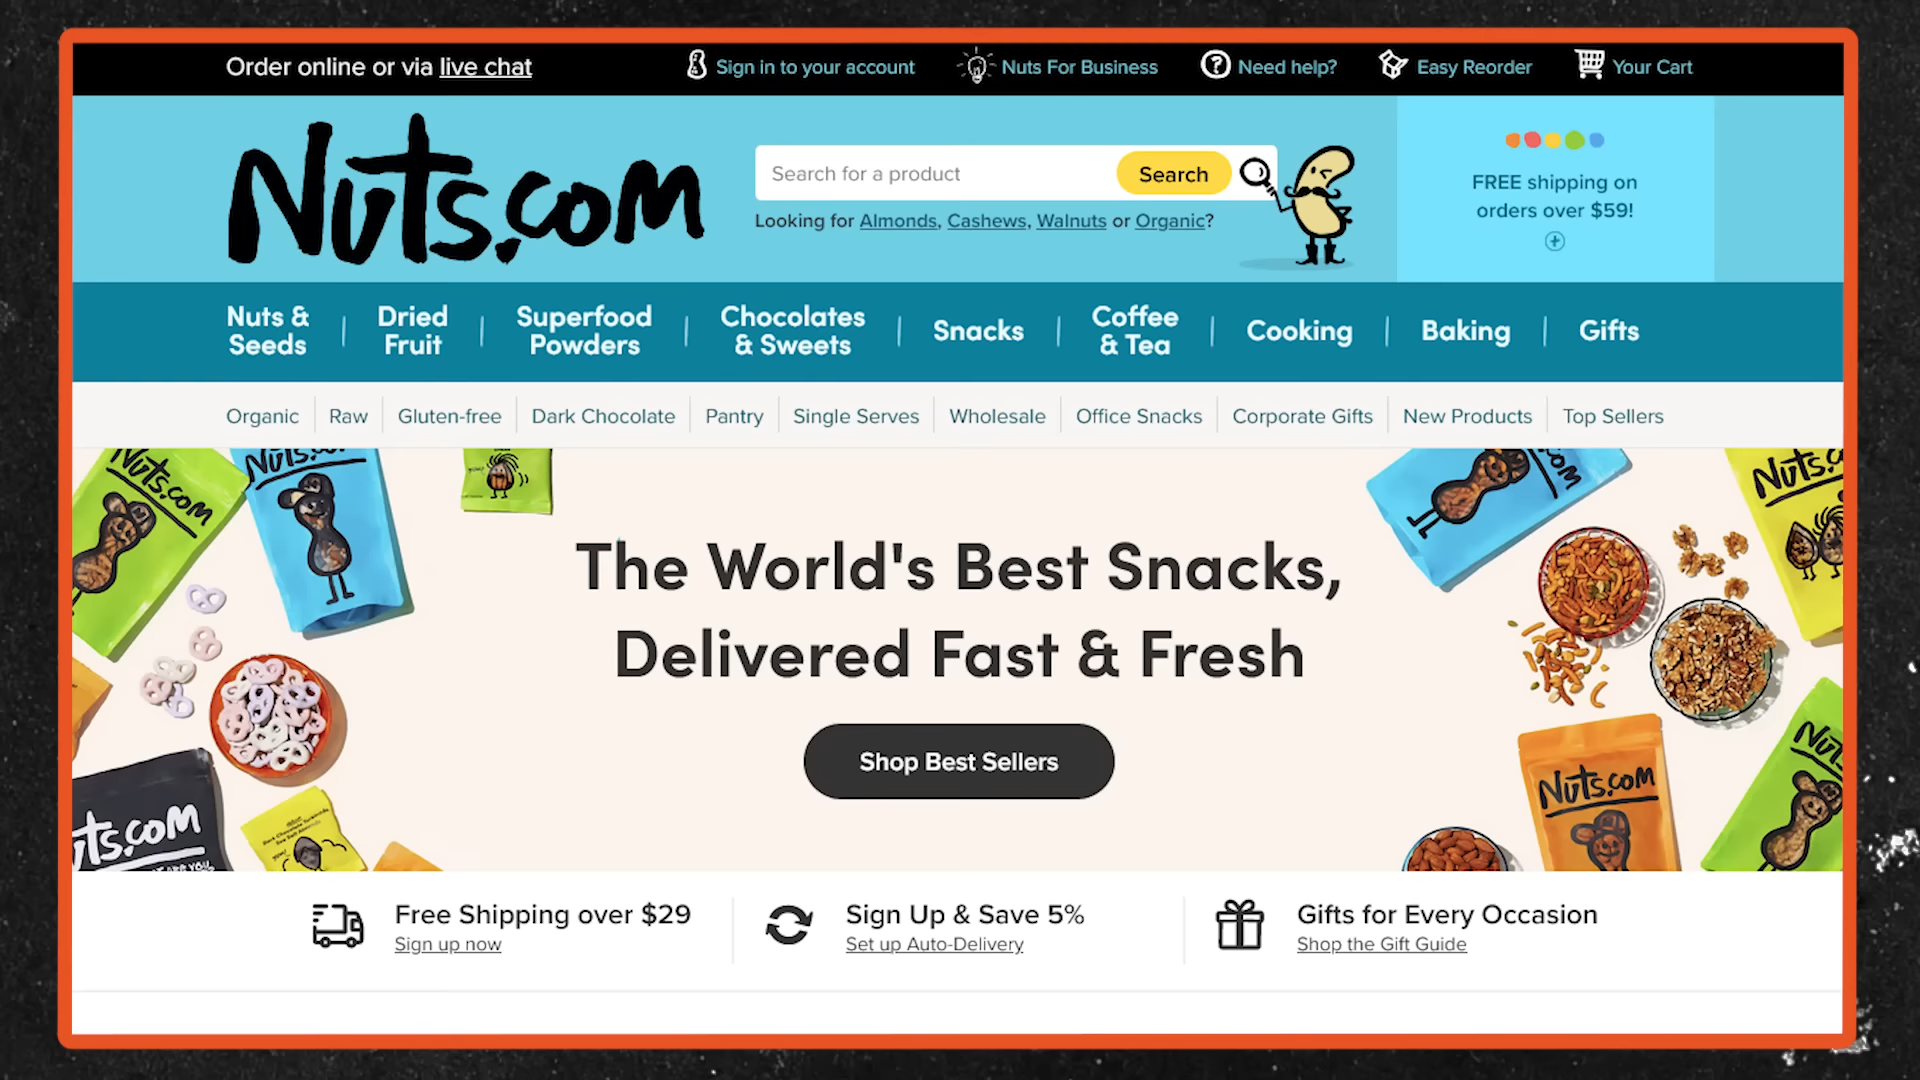 Order online or via live chat
Sign in to your account
Nuts For Business
Need help?
Easy Reorder
Your Cart
Nuts.com
Search for a product
Search
Looking for Almonds, Cashews, Walnuts or Organic?
FREE shipping on
orders over $59!
Nuts &
Seeds
Dried
Fruit
Superfood
Powders
Chocolates
& Sweets
Snacks
Coffee
& Tea
Cooking
Baking
Gifts
Organic
Raw
Gluten-free
Dark Chocolate
Pantry
Single Serves
Wholesale
Office Snacks
Corporate Gifts
New Products
Top Sellers
Nuts.com
Nuts.com
The World's Best Snacks,
Delivered Fast & Fresh
Shop Best Sellers
Nuts.com
Free Shipping over $29
Sign up now
Sign Up & Save 5%
Set up Auto-Delivery
Gifts for Every Occasion
Shop the Gift Guide